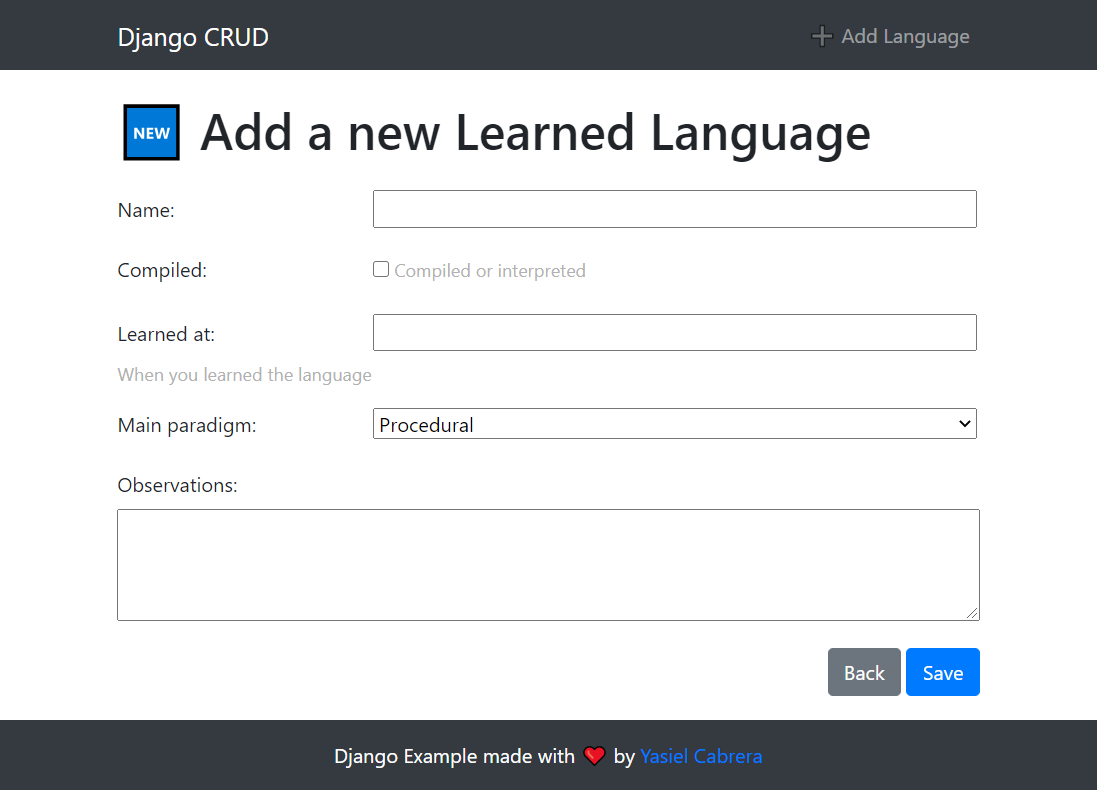 Django CRUD
➕ Add Language
NEW Add a new Learned Language
Name:
Compiled:
Compiled or interpreted
Learned at:
When you learned the language
Main paradigm:
Procedural
Observations:
Back
Save
Django Example made with ❤️ by Yasiel Cabrera